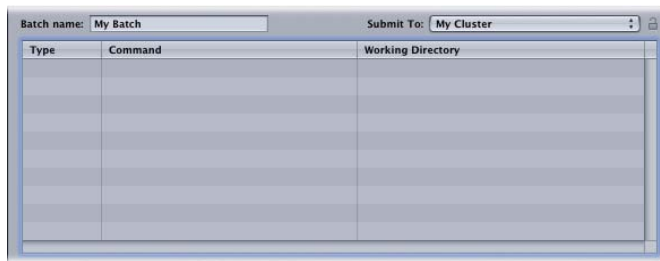 Batch name: My Batch Submit To: My Cluster
Type Command Working Directory